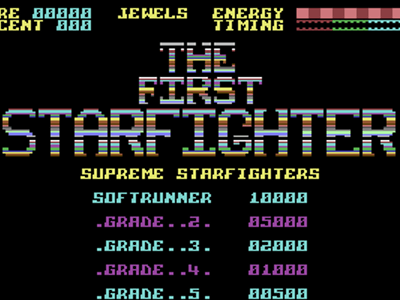 RE 00000 JEWELS ENERGY
CENT 000 TIMING
THE
FIRST
STARFIGHTER
SUPREME STARFIGHTERS
SOFTRUNNER 10000
.GRADE..2. 05000
.GRADE..3. 02000
.GRADE..4. 01000
.GRADE..5. 00500